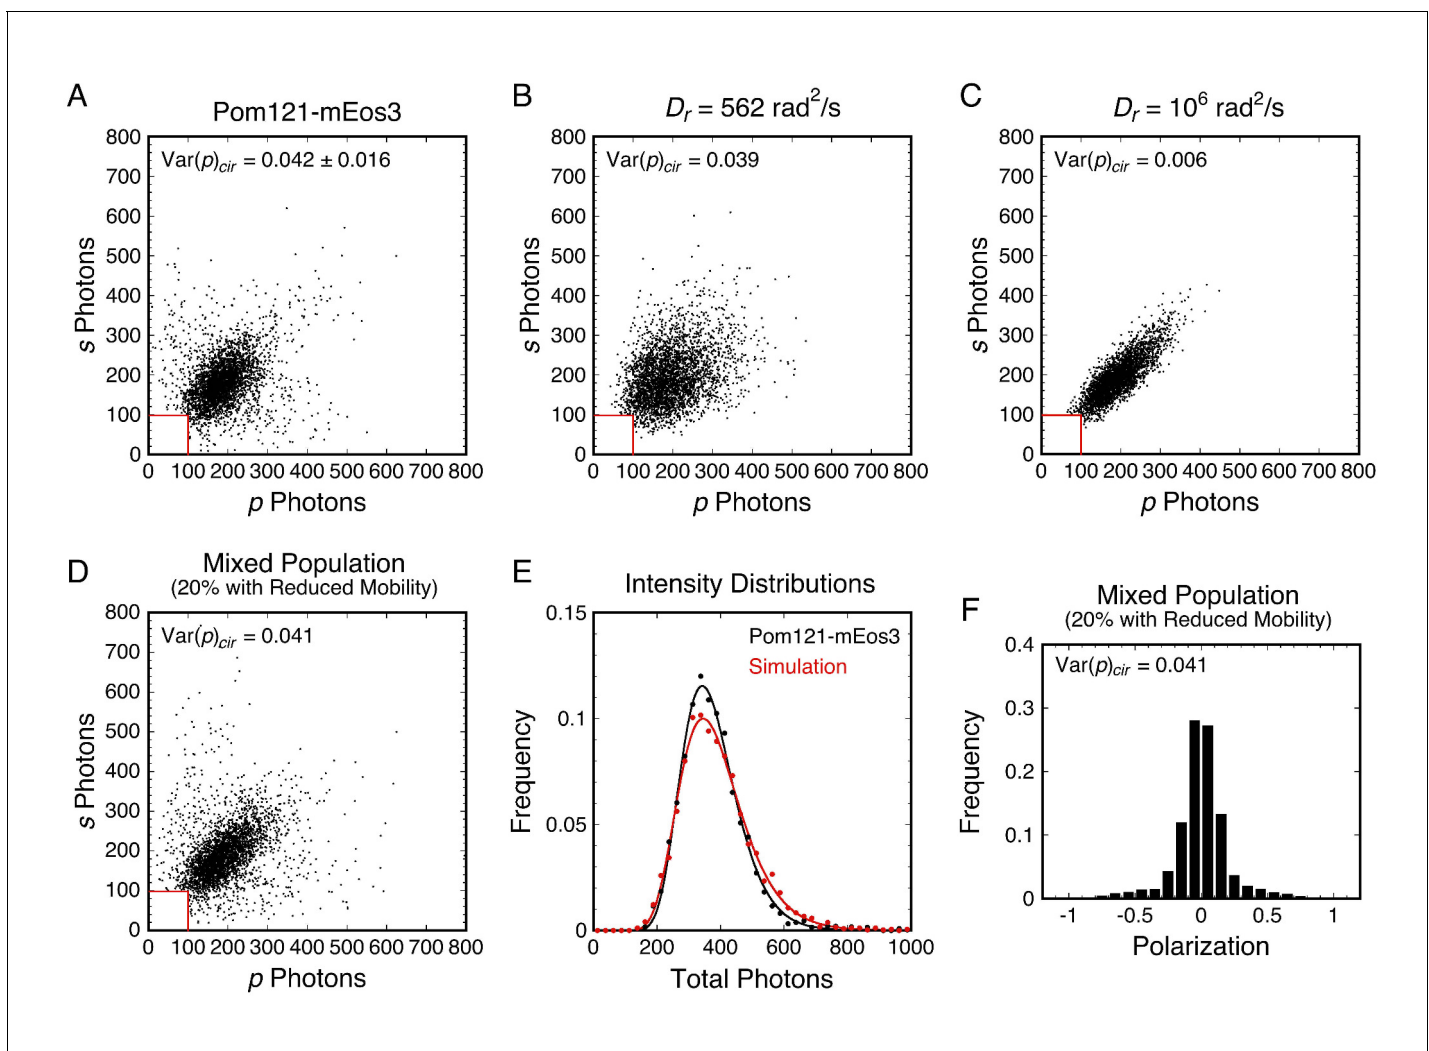 A
Pom121-mEos3
Var(p)cir = 0.042 ± 0.016
800
700
600
500
400
300
200
100
0
s Photons
0 100 200 300 400 500 600 700 800
p Photons
B
Dr = 562 rad²/s
Var(p)cir = 0.039
800
700
600
500
400
300
200
100
0
s Photons
0 100 200 300 400 500 600 700 800
p Photons
C
Dr = 10⁶ rad²/s
Var(p)cir = 0.006
800
700
600
500
400
300
200
100
0
s Photons
0 100 200 300 400 500 600 700 800
p Photons
D
Mixed Population
(20% with Reduced Mobility)
Var(p)cir = 0.041
800
700
600
500
400
300
200
100
0
s Photons
0 100 200 300 400 500 600 700 800
p Photons
E
Intensity Distributions
Pom121-mEos3
Simulation
0.15
0.1
0.05
0
Frequency
0 200 400 600 800 1000
Total Photons
F
Mixed Population
(20% with Reduced Mobility)
Var(p)cir = 0.041
0.4
0.3
0.2
0.1
0
Frequency
-1 -0.5 0 0.5 1
Polarization